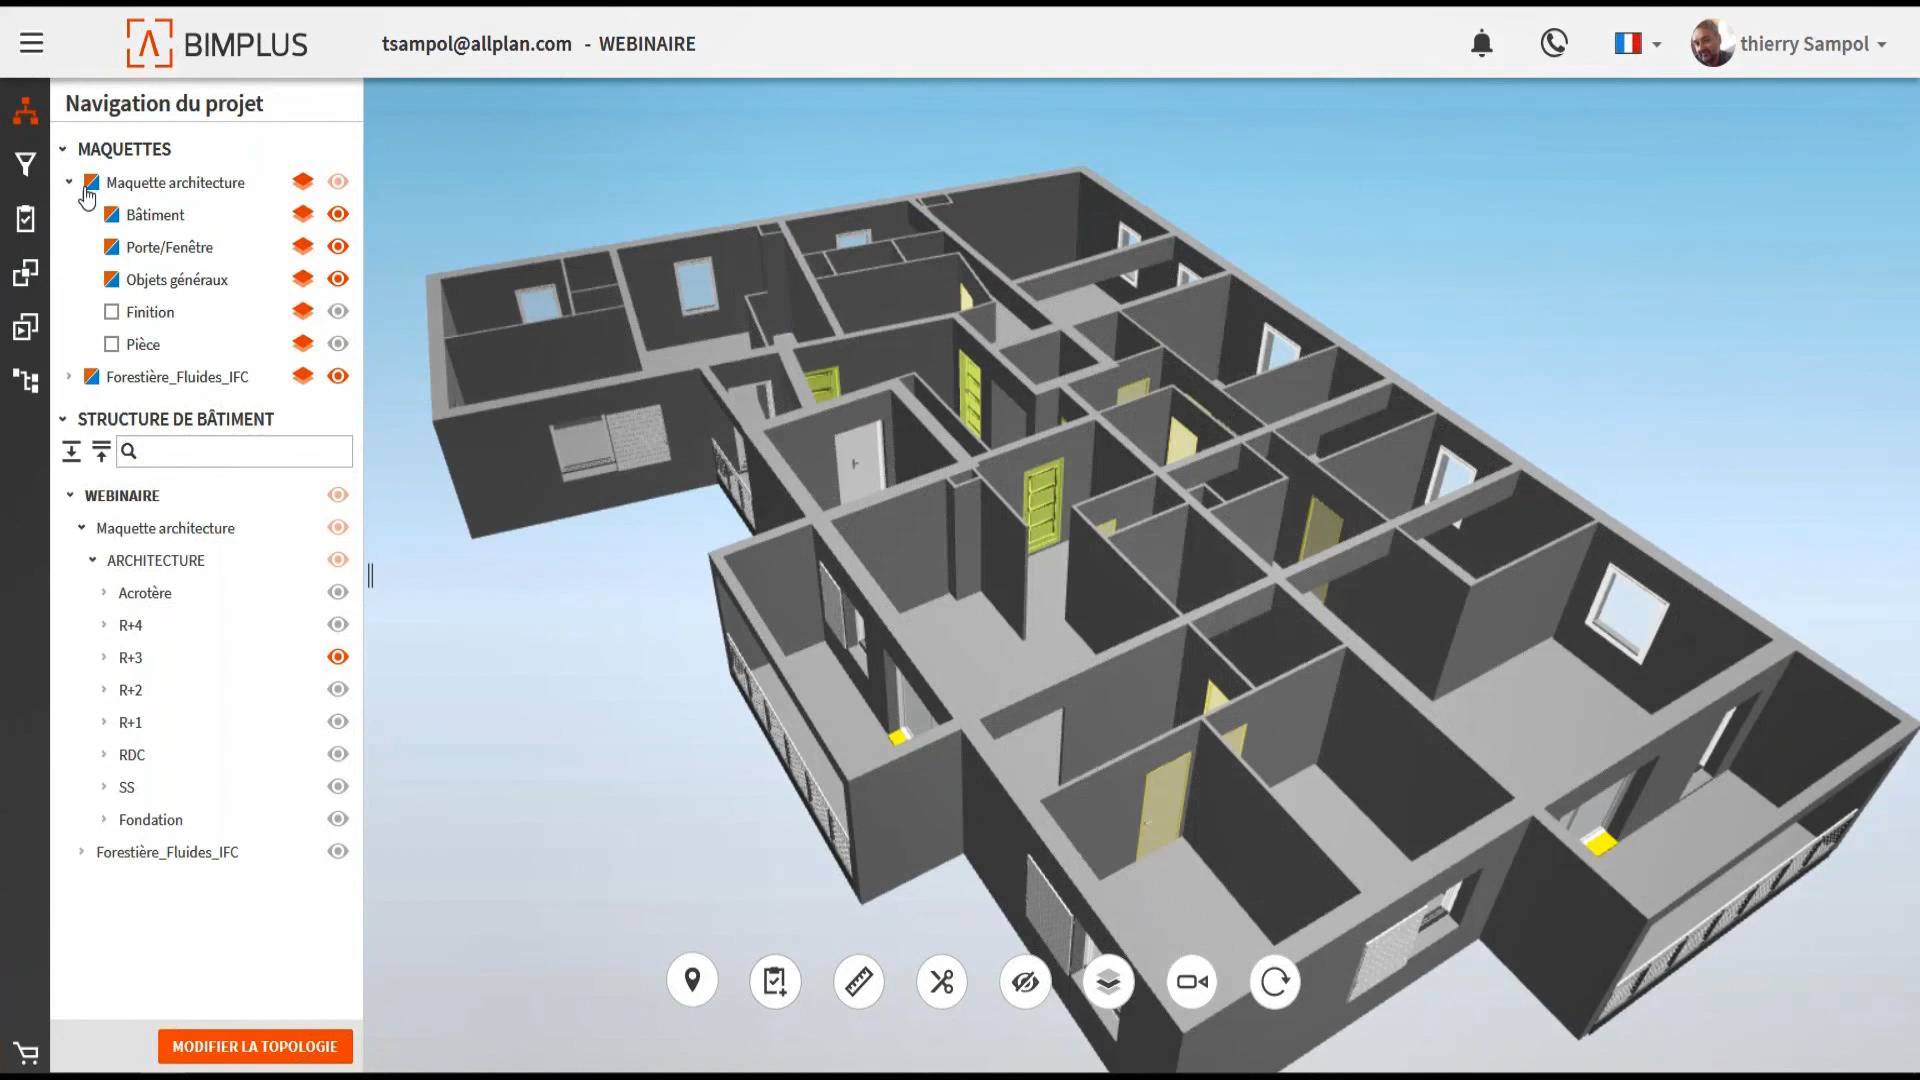 BIMPLUS
tsampol@allplan.com - WEBINAIRE
thierry Sampol
Navigation du projet
MAQUETTES
Maquette architecture
Bâtiment
Porte/Fenêtre
Objets généraux
Finition
Pièce
Forestière_Fluides_IFC
STRUCTURE DE BÂTIMENT
WEBINAIRE
Maquette architecture
ARCHITECTURE
Acrotère
R+4
R+3
R+2
R+1
RDC
SS
Fondation
Forestière_Fluides_IFC
MODIFIER LA TOPOLOGIE